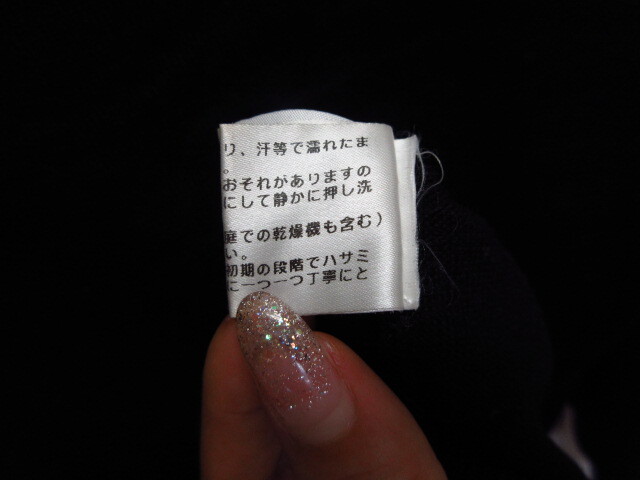 り、汗等で濡れたま
。
おそれがありますの
にして静かに押し洗
庭での乾燥機も含む）
い。
初期の段階でハサミ
に一つ一つ丁寧にと